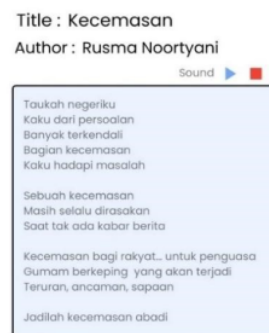 Title : Kecemasan
Author : Rusma Noortyani
Sound
Taukah negeriku
Kaku dari persoalan
Banyak terkendali
Bagian kecemasan
Kaku hadapi masalah
Sebuah kecemasan
Masih selalu dirasakan
Saat tak ada kabar berita
Kecemasan bagi rakyat... untuk penguasa
Gumam berkeping yang akan terjadi
Teruran, ancaman, sapaan
Jadilah kecemasan abadi